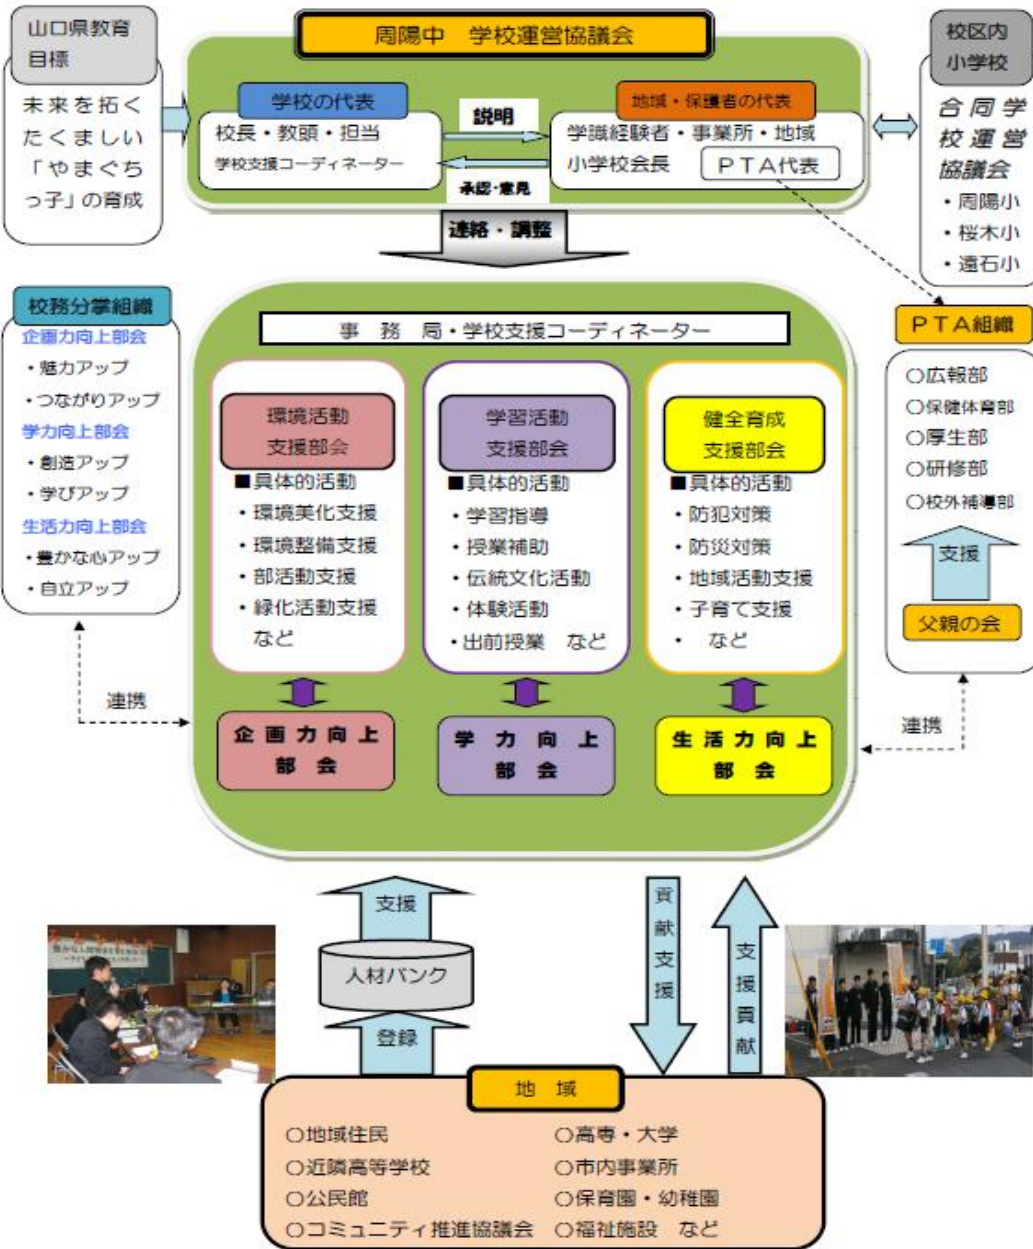 山口県教育
目標
未来を拓く
たくましい
「やまぐち
っ子」の育成
周陽中 学校運営協議会
学校の代表
校長・教頭・担当
学校支援コーディネーター
説明
承認・意見
地域・保護者の代表
学識経験者・事業所・地域
小学校会長
PTA代表
校区内
小学校
合同学
校運営
協議会
・周陽小
・桜木小
・遠石小
連絡・調整
校務分掌組織
企画力向上部会
・魅力アップ
・つながりアップ
学力向上部会
・創造アップ
・学びアップ
生活力向上部会
・豊かな心アップ
・自立アップ
連携
事 務 局・学校支援コーディネーター
環境活動
支援部会
■具体的活動
・環境美化支援
・環境整備支援
・部活動支援
・緑化活動支援
など
企画力向上
部会
学習活動
支援部会
■具体的活動
・学習指導
・授業補助
・伝統文化活動
・体験活動
・出前授業 など
学力向上
部会
健全育成
支援部会
■具体的活動
・防犯対策
・防災対策
・地域活動支援
・子育て支援
・ など
生活力向上
部会
PTA組織
○広報部
○保健体育部
○厚生部
○研修部
○校外補導部
支援
父親の会
連携
支援
人材バンク
登録
貢献支援
支援貢献
地 域
○地域住民
○近隣高等学校
○公民館
○コミュニティ推進協議会
○高専・大学
○市内事業所
○保育園・幼稚園
○福祉施設 など